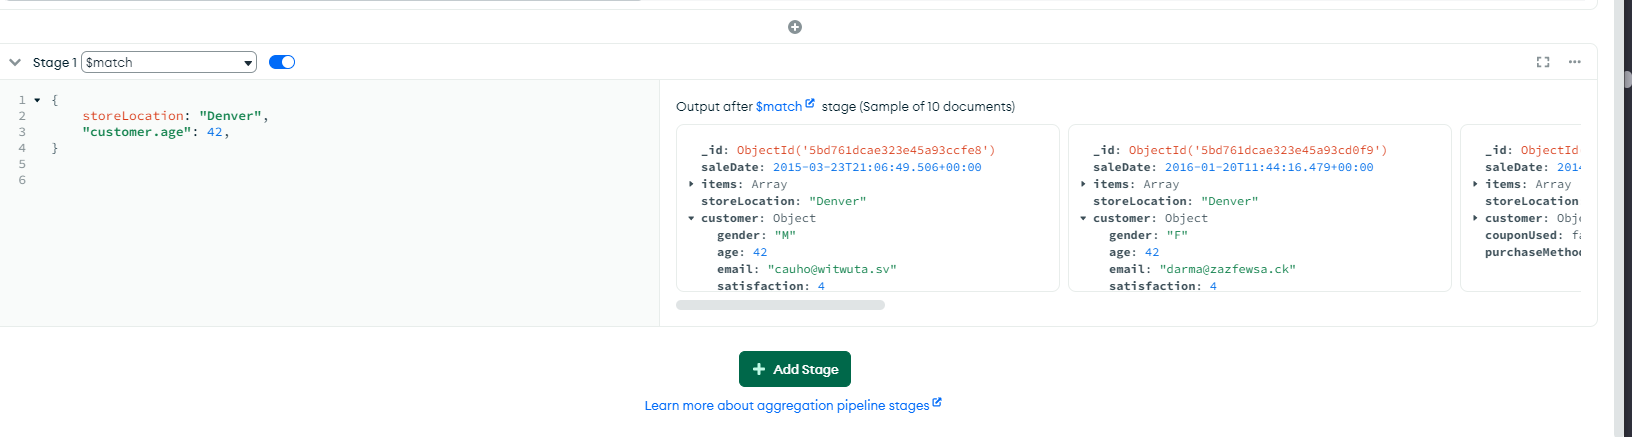 Stage 1 $match
Output after $match stage (Sample of 10 documents)
1 {
2 storeLocation: "Denver",
3 "customer.age": 42,
4 }
5
6
_id: ObjectId('5bd761dcae323e45a93ccfe8')
saleDate: 2015-03-23T21:06:49.506+00:00
items: Array
storeLocation: "Denver"
customer: Object
gender: "M"
age: 42
email: "cauho@witwuta.sv"
satisfaction: 4
_id: ObjectId('5bd761dcae323e45a93cd0f9')
saleDate: 2016-01-20T11:44:16.479+00:00
items: Array
storeLocation: "Denver"
customer: Object
gender: "F"
age: 42
email: "darma@zazfewsa.ck"
satisfaction: 4
_id: ObjectId
saleDate: 201
items: Array
storeLocation
customer: Obj
couponUsed: fa
purchaseMetho
Add Stage
Learn more about aggregation pipeline stages